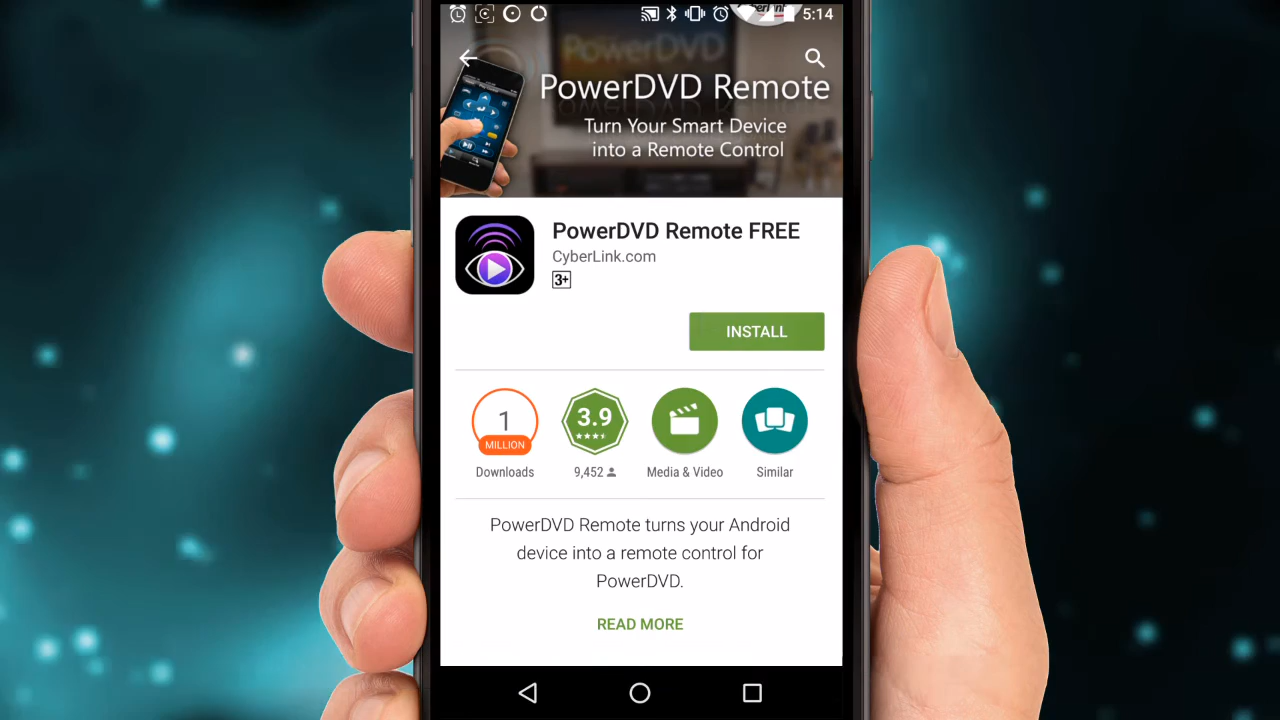 5:14
PowerDVD
PowerDVD Remote
Turn Your Smart Device
into a Remote Control
PowerDVD Remote FREE
CyberLink.com
3+
INSTALL
1
MILLION
Downloads
3.9
9,452
Media & Video
Similar
PowerDVD Remote turns your Android
device into a remote control for
PowerDVD.
READ MORE